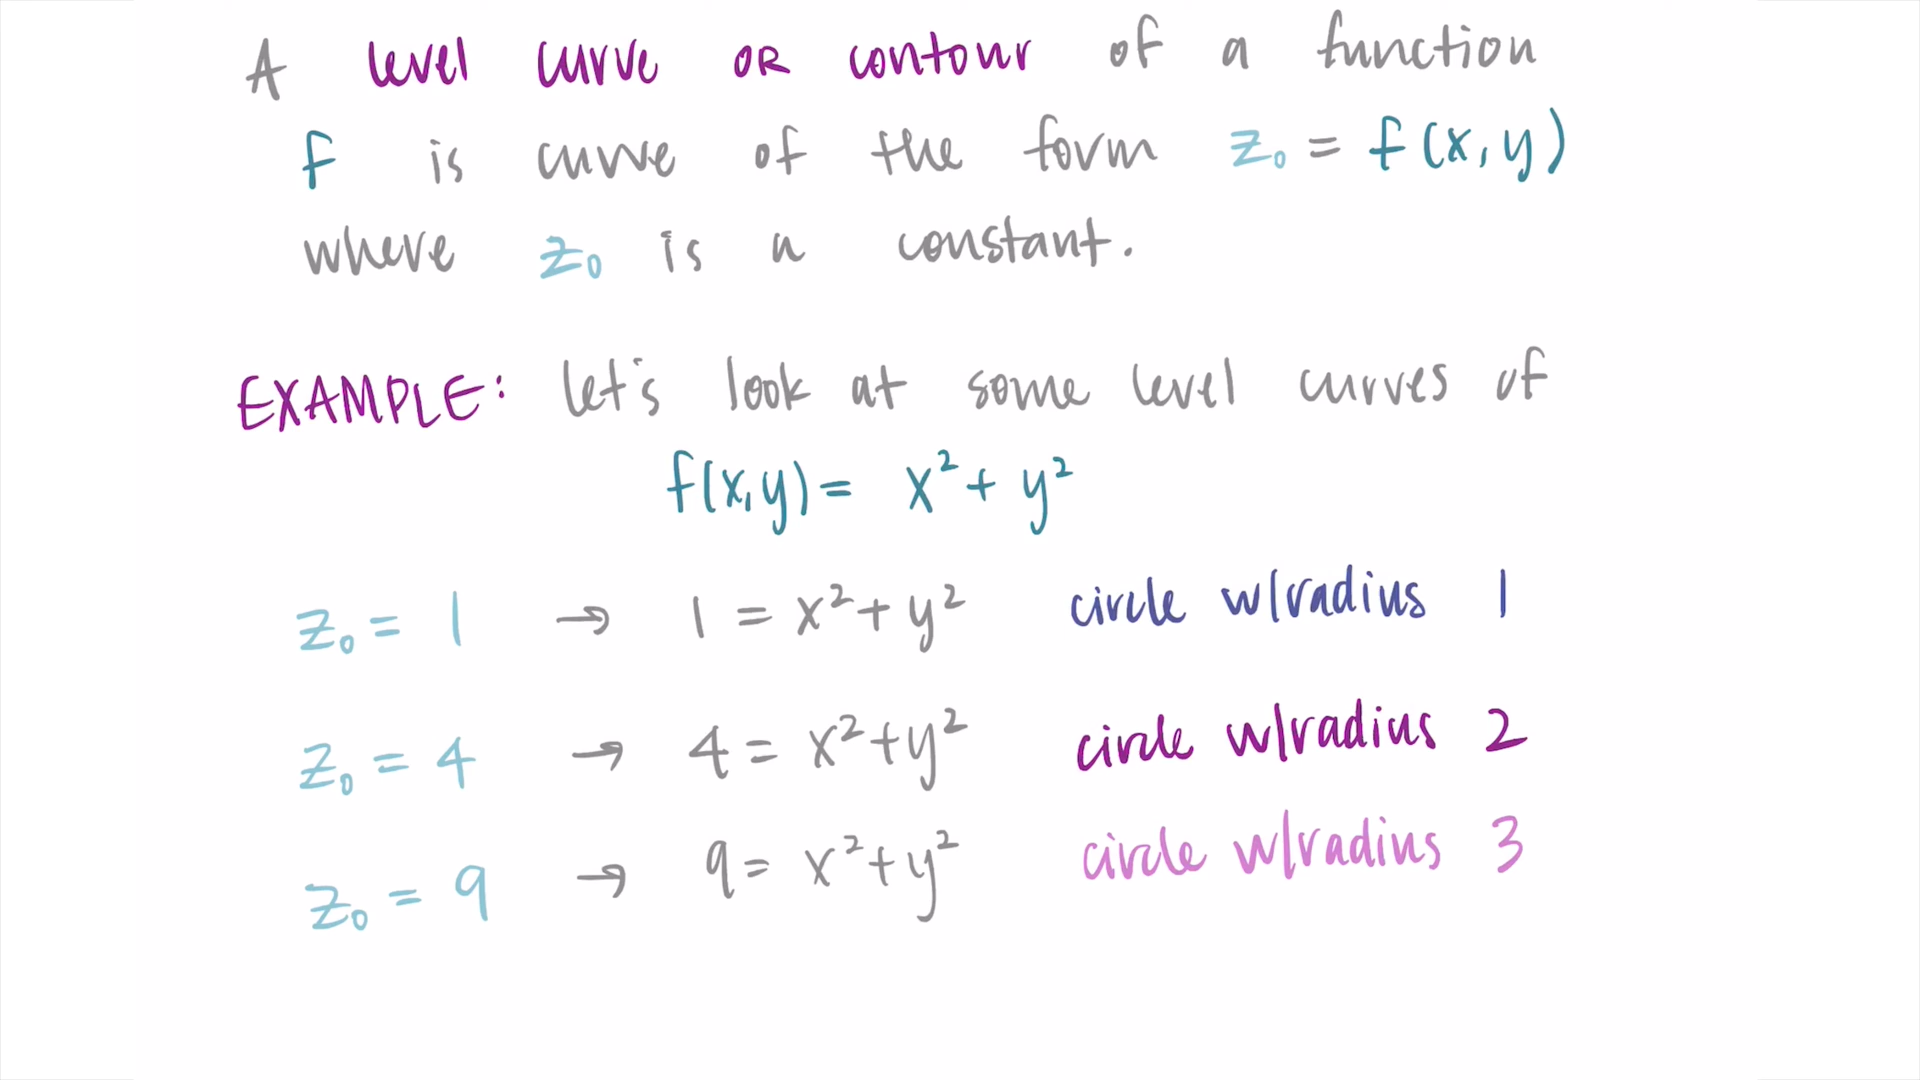 A level curve OR contour of a function
f is curve of the form z₀ = f(x,y)
where z₀ is a constant.
EXAMPLE: let's look at some level curves of
f(x,y) = x² + y²
z₀ = 1 → 1 = x² + y² circle w/radius 1
z₀ = 4 → 4 = x² + y² circle w/radius 2
z₀ = 9 → 9 = x² + y² circle w/radius 3